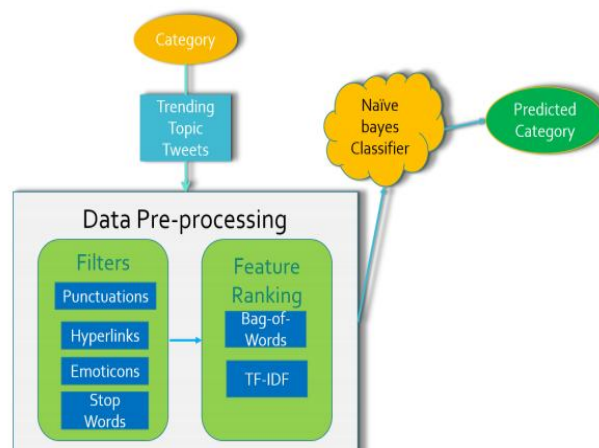 Category
Trending
Topic
Tweets
Naïve
bayes
Classifier
Predicted
Category
Data Pre-processing
Filters
Punctuations
Hyperlinks
Emoticons
Stop
Words
Feature
Ranking
Bag-of-
Words
TF-IDF